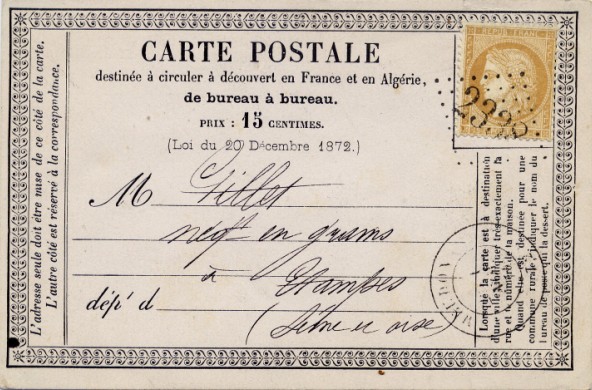 CARTE POSTALE
destinée à circuler à découvert en France et en Algérie,
de bureau à bureau.
PRIX : 15 CENTIMES.
(Loi du 20 Décembre 1872.)
M Gillet
négt en grains
à Etampes
dépt d
(Seine et oise)
L'adresse seule doit être mise de ce côté de la carte.
L'autre côté est réservé à la correspondance.
Lorsque la carte est à destination
d'une ville indiquer très-exactement la
rue et le numéro de la maison.
Quand elle est destinée pour une
commune rurale indiquer le nom du
bureau de poste qui la dessert.
REPUB FRANC